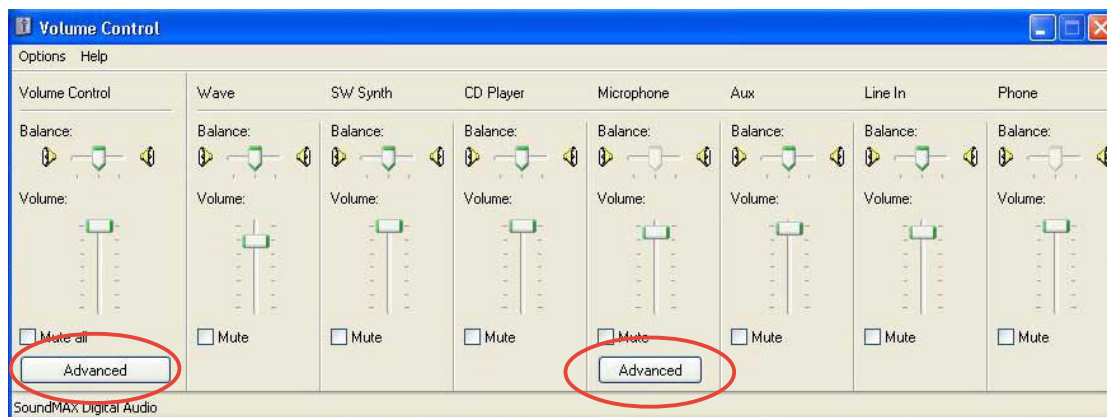 Volume Control
Options Help
Volume Control Wave SW Synth CD Player Microphone Aux Line In Phone
Balance: Balance: Balance: Balance: Balance: Balance: Balance: Balance:
Volume: Volume: Volume: Volume: Volume: Volume: Volume: Volume:
Mute all Mute Mute Mute Mute Mute Mute Mute
Advanced Advanced
SoundMAX Digital Audio